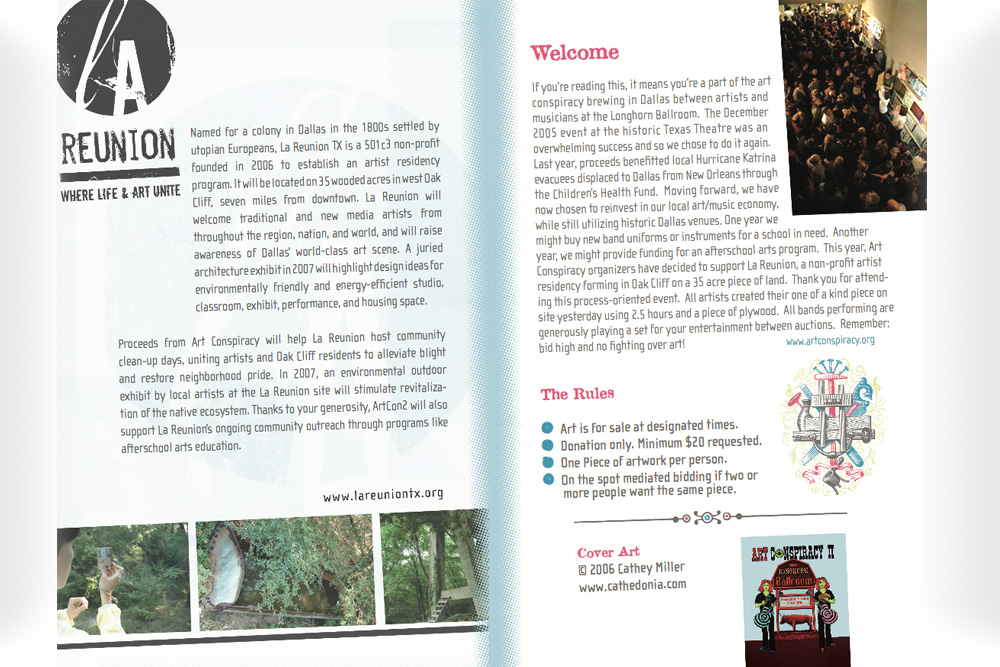 LA
REUNION
WHERE LIFE & ART UNITE
Named for a colony in Dallas in the 1800s settled by
utopian Europeans, La Reunion TX is a 501c3 non-profit
founded in 2006 to establish an artist residency
program. It will be located on 35 wooded acres in west Oak
Cliff, seven miles from downtown. La Reunion will
welcome traditional and new media artists from
throughout the region, nation, and world, and will raise
awareness of Dallas' world-class art scene. A juried
architecture exhibit in 2007 will highlight design ideas for
environmentally friendly and energy-efficient studio,
classroom, exhibit, performance, and housing space.
Proceeds from Art Conspiracy will help La Reunion host community
clean-up days, uniting artists and Oak Cliff residents to alleviate blight
and restore neighborhood pride. In 2007, an environmental outdoor
exhibit by local artists at the La Reunion site will stimulate revitaliza-
tion of the native ecosystem. Thanks to your generosity, ArtCon2 will also
support La Reunion's ongoing community outreach through programs like
afterschool arts education.
www.lareuniontx.org
Welcome
If you're reading this, it means you're a part of the art
conspiracy brewing in Dallas between artists and
musicians at the Longhorn Ballroom. The December
2005 event at the historic Texas Theatre was an
overwhelming success and so we chose to do it again.
Last year, proceeds benefitted local Hurricane Katrina
evacuees displaced to Dallas from New Orleans through
the Children's Health Fund. Moving forward, we have
now chosen to reinvest in our local art/music economy,
while still utilizing historic Dallas venues. One year we
might buy new band uniforms or instruments for a school in need. Another
year, we might provide funding for an afterschool arts program. This year, Art
Conspiracy organizers have decided to support La Reunion, a non-profit artist
residency forming in Oak Cliff on a 35 acre piece of land. Thank you for attend-
ing this process-oriented event. All artists created their one of a kind piece on
site yesterday using 2.5 hours and a piece of plywood. All bands performing are
generously playing a set for your entertainment between auctions. Remember:
bid high and no fighting over art!
www.artconspiracy.org
The Rules
Art is for sale at designated times.
Donation only. Minimum $20 requested.
One Piece of artwork per person.
On the spot mediated bidding if two or
more people want the same piece.
Cover Art
© 2006 Cathey Miller
www.cathedonia.com
ART CONSPIRACY II
LONGHORN
Ballroom